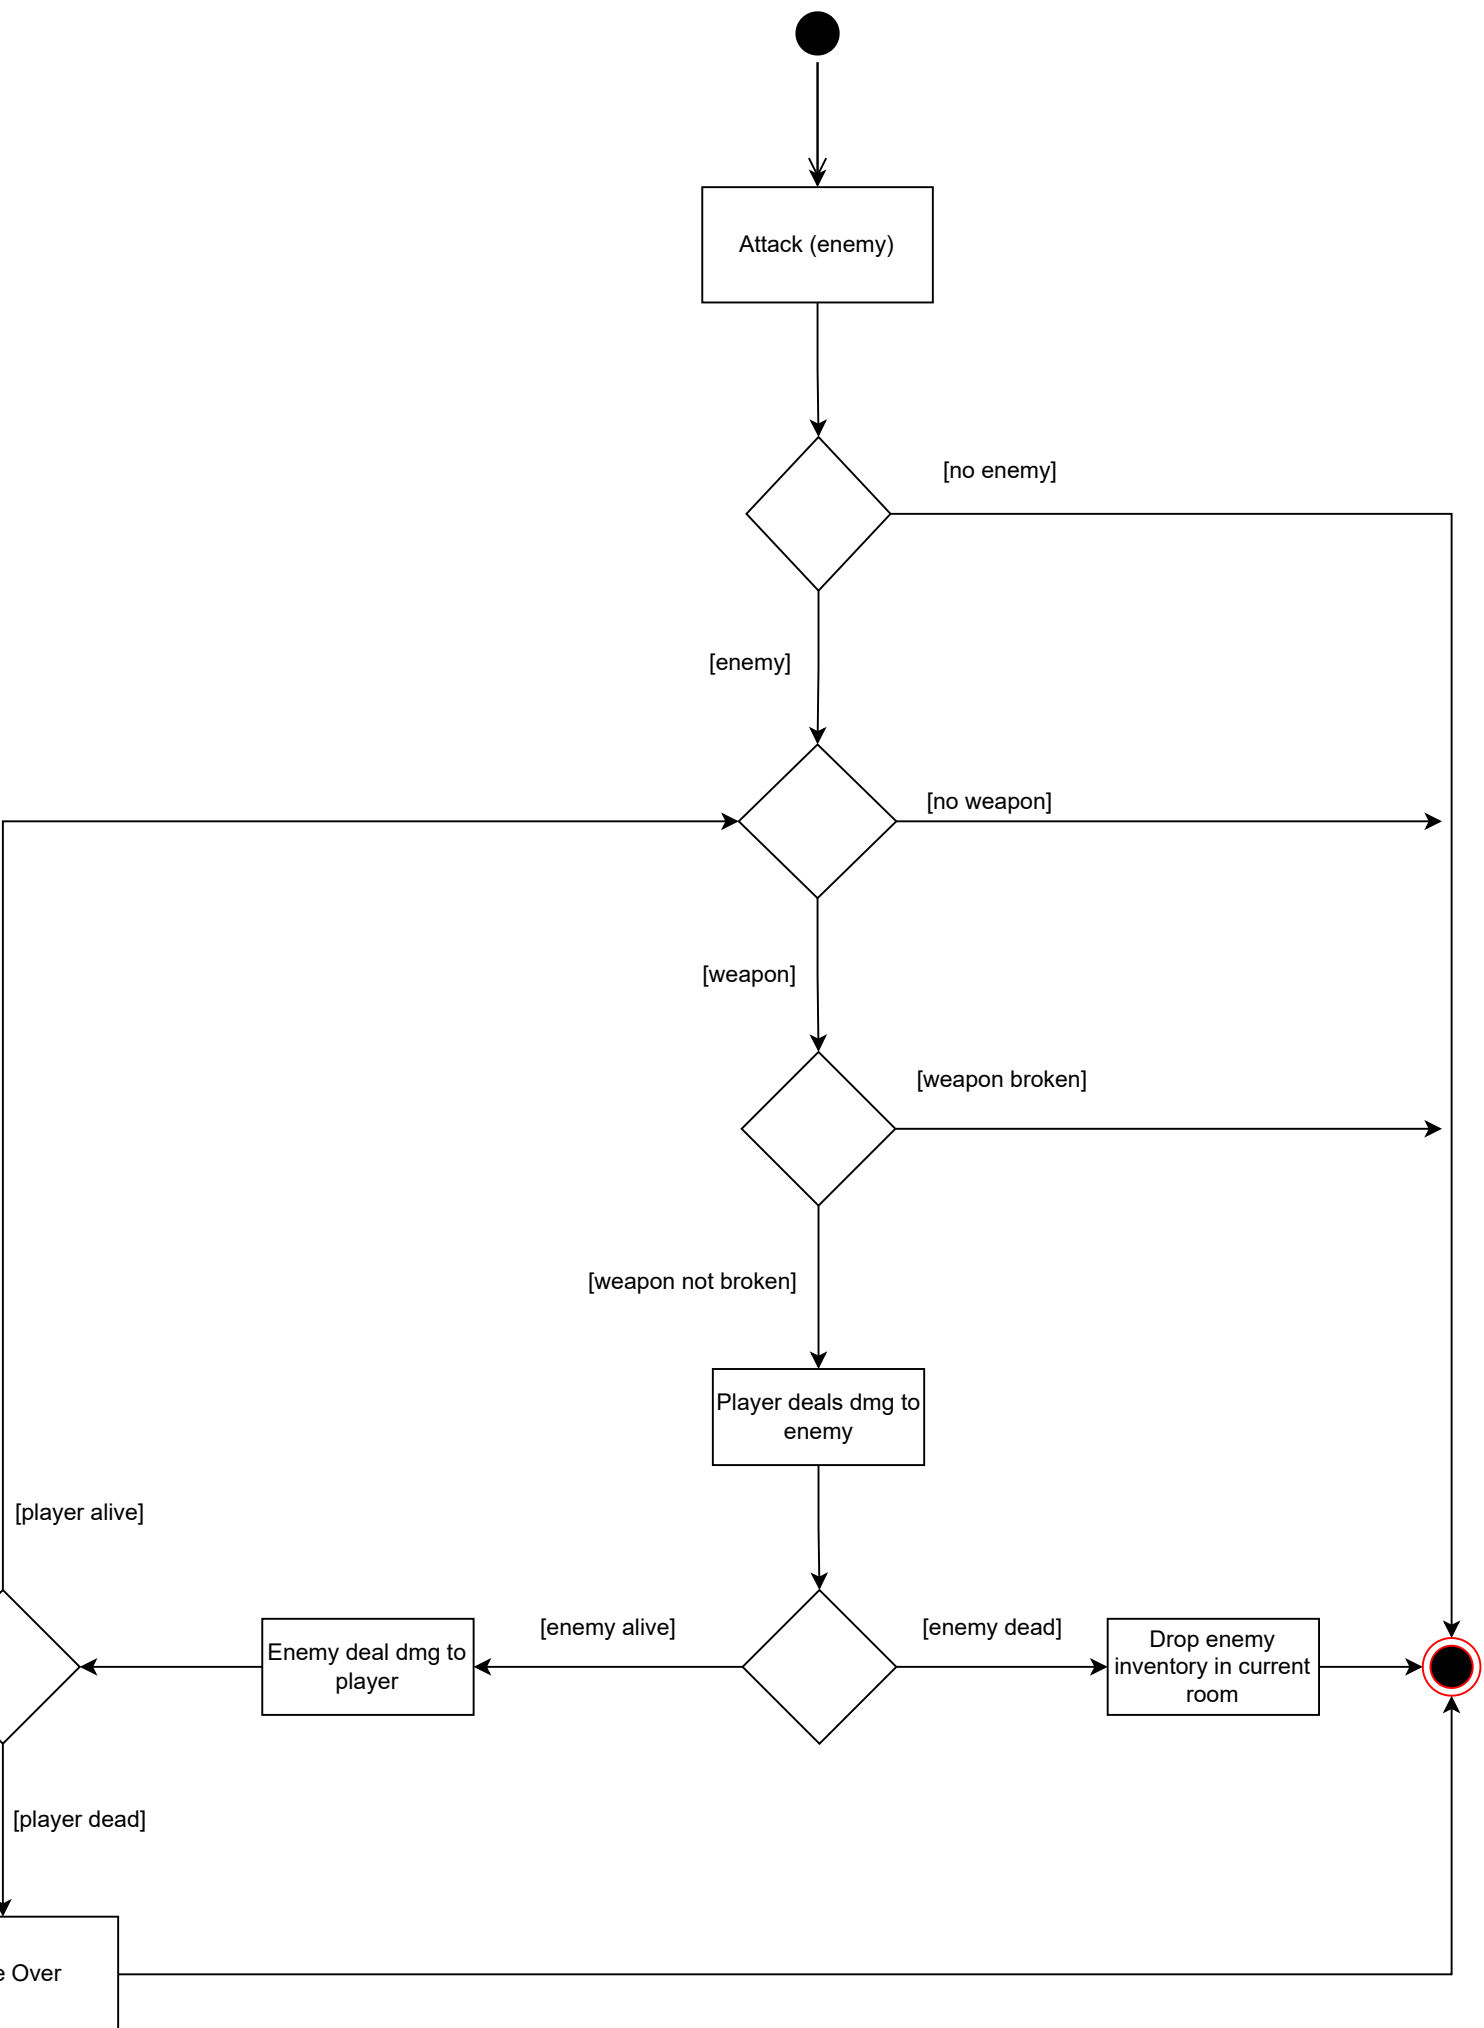 Attack (enemy)
[no enemy]
[enemy]
[no weapon]
[weapon]
[weapon broken]
[weapon not broken]
Player deals dmg to
enemy
[player alive]
[enemy alive]
[enemy dead]
Enemy deal dmg to
player
Drop enemy
inventory in current
room
[player dead]
e Over